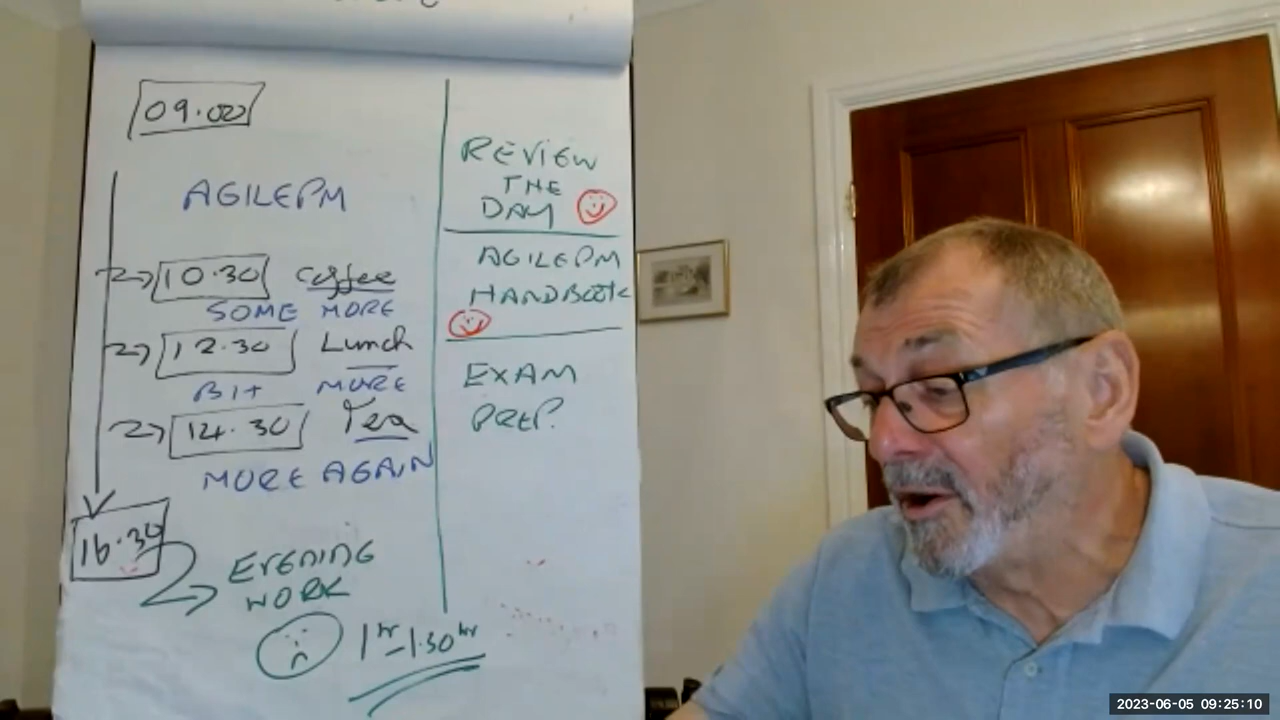 09.00
AGILEPM
10.30 Coffee
SOME MORE
12.30 Lunch
BIT MORE
14.30 Tea
MORE AGAIN
16.30
EVENING
WORK
1hr-1.30hr
REVIEW
THE
DAY
AGILEPM
HANDBOOK
EXAM
PREP.
2023-06-05 09:25:10